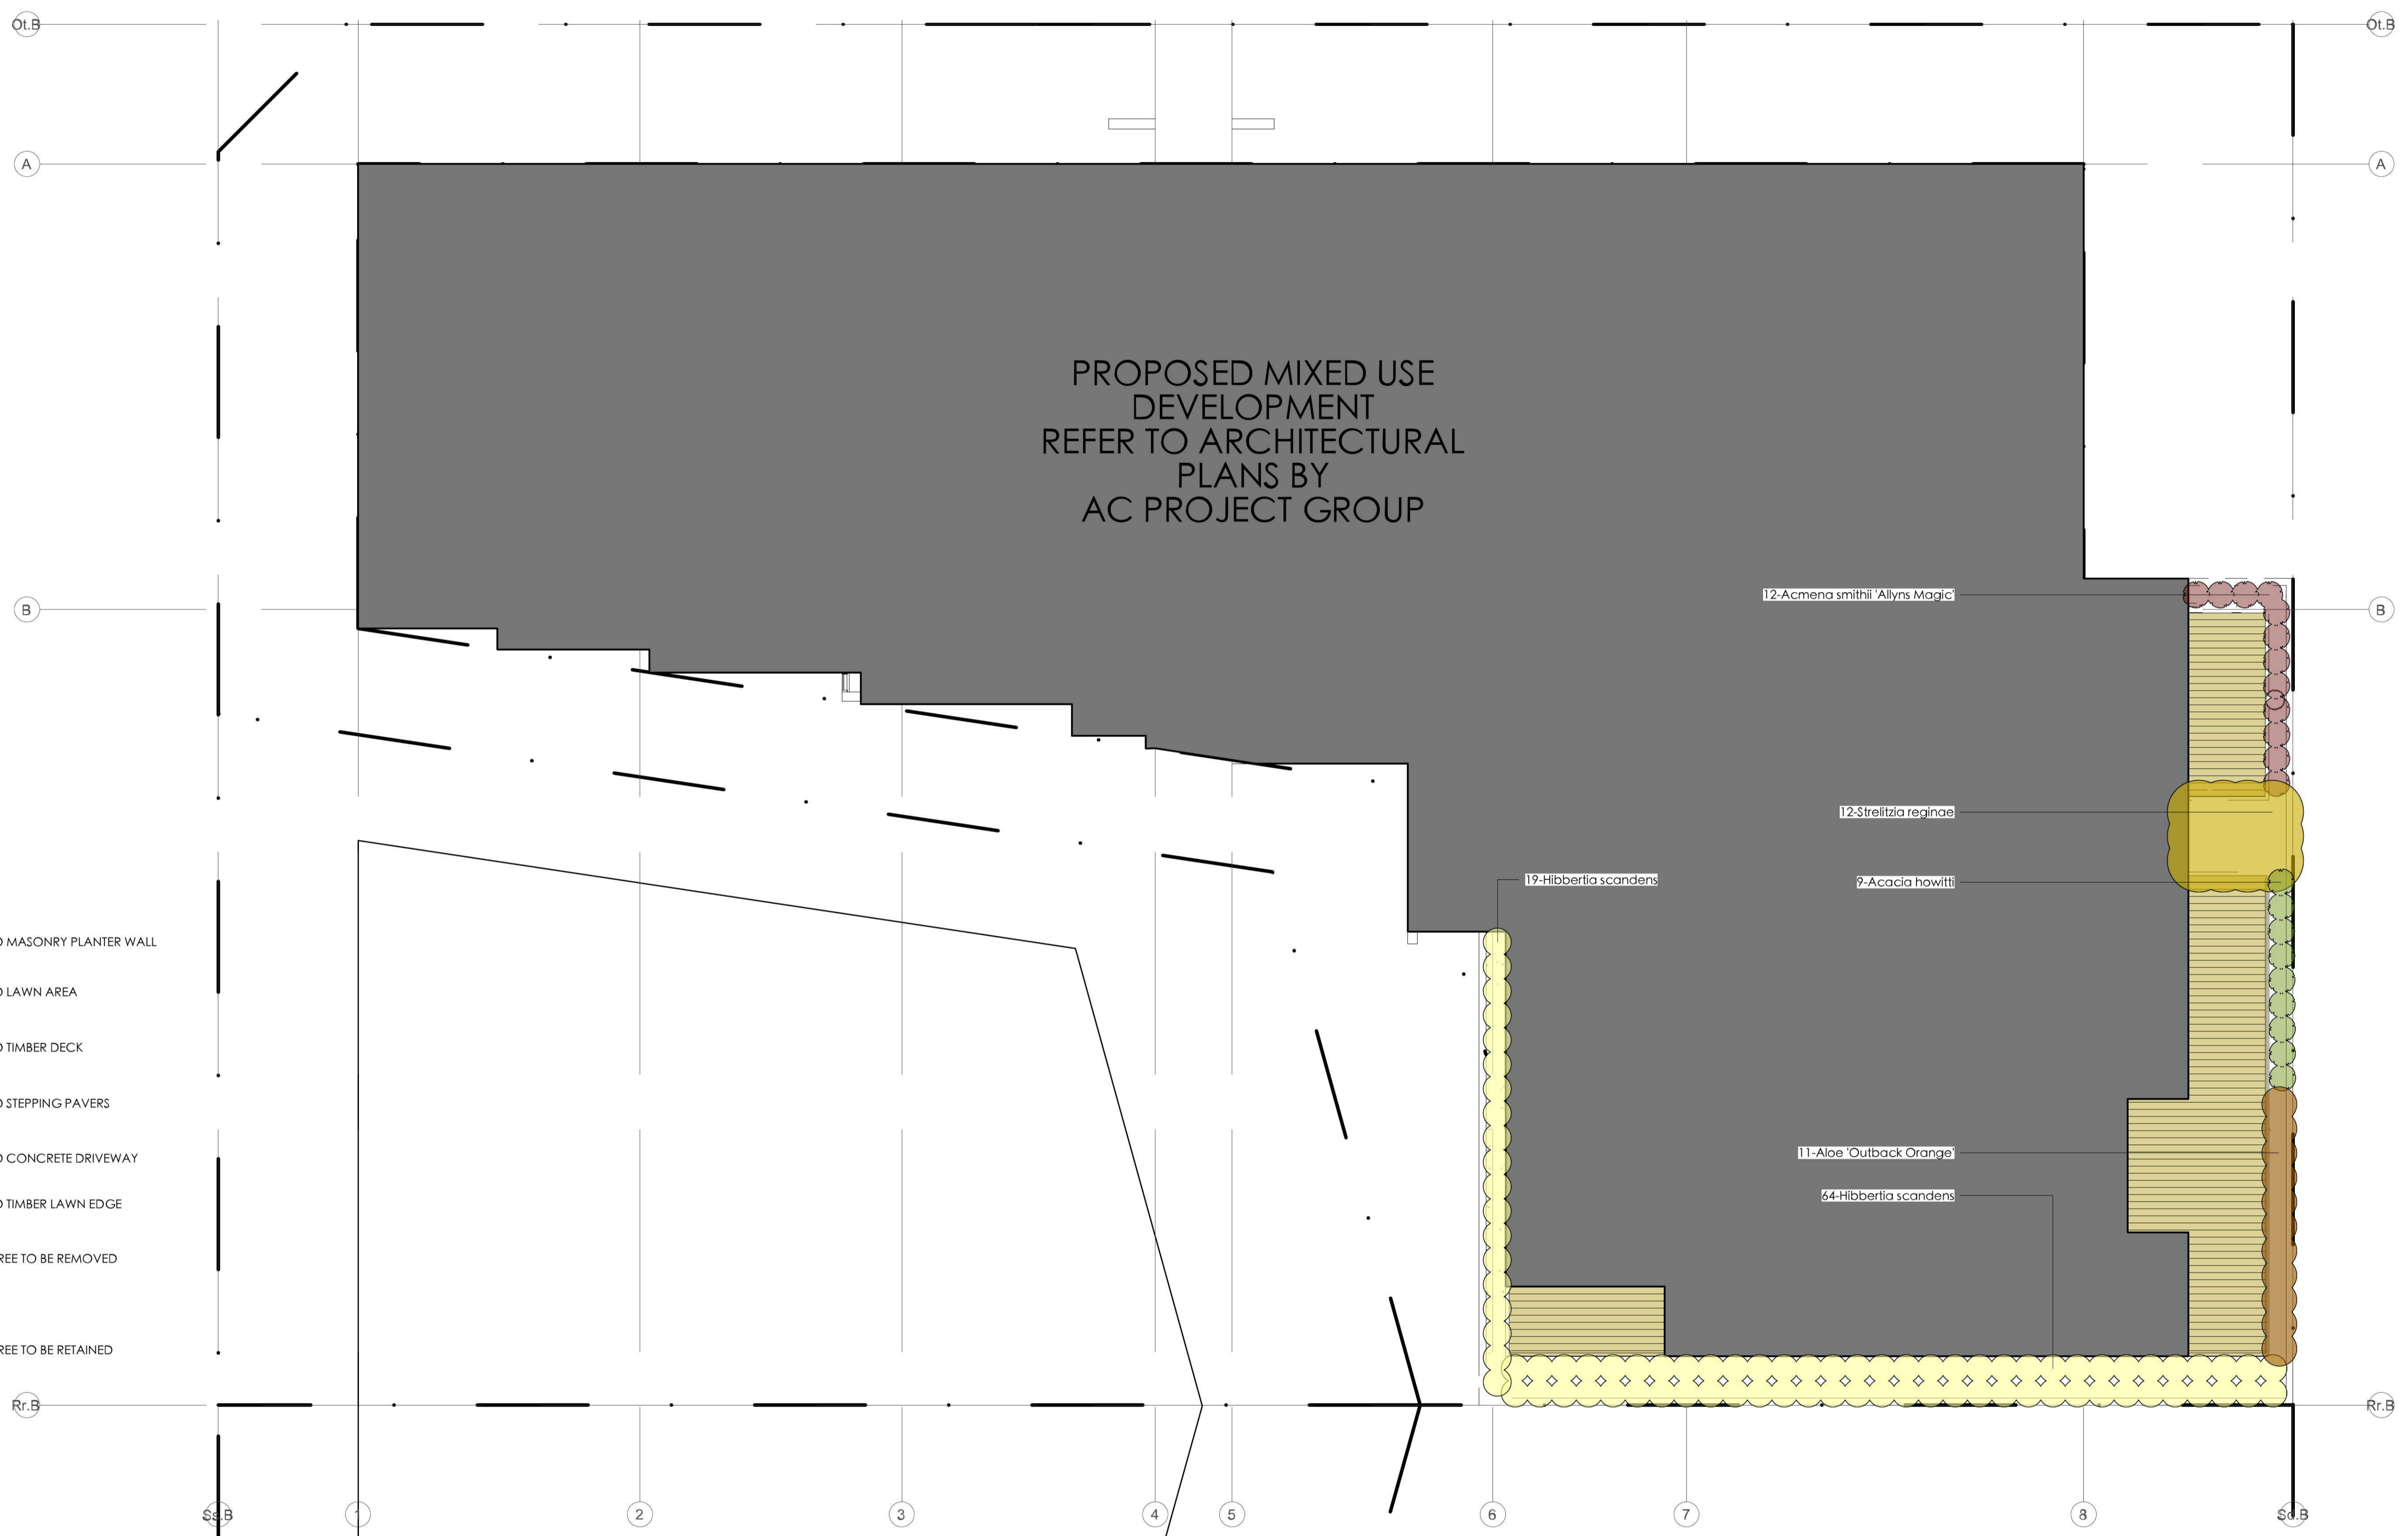 Ot.B
Ot.B
A
A
PROPOSED MIXED USE
DEVELOPMENT
REFER TO ARCHITECTURAL
PLANS BY
AC PROJECT GROUP
12-Acmena smithii 'Allyns Magic'
B
B
12-Strelitzia reginae
19-Hibbertia scandens
9-Acacia howitti
MASONRY PLANTER WALL
LAWN AREA
TIMBER DECK
STEPPING PAVERS
11-Aloe 'Outback Orange'
CONCRETE DRIVEWAY
64-Hibbertia scandens
TIMBER LAWN EDGE
REE TO BE REMOVED
REE TO BE RETAINED
Rr.B
Rr.B
Ss.B
1
2
3
4
5
6
7
8
Sd.B